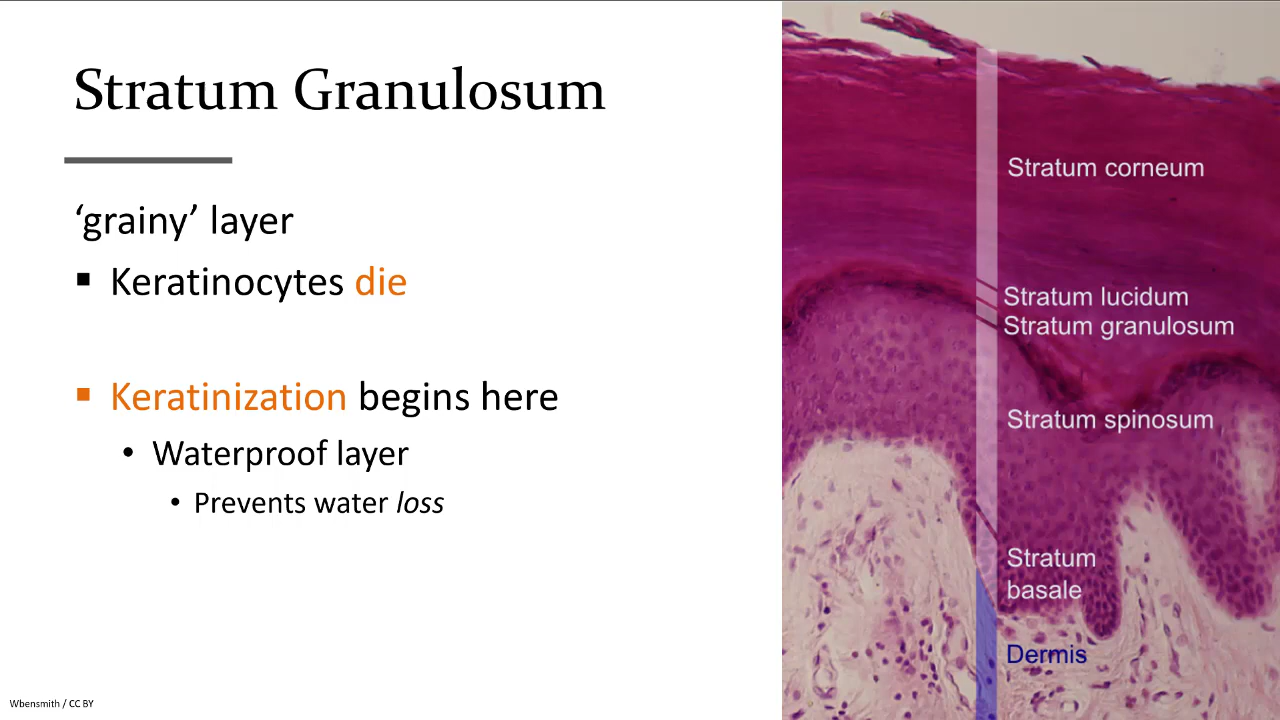 Stratum Granulosum
‘grainy’ layer
▪ Keratinocytes die
▪ Keratinization begins here
• Waterproof layer
• Prevents water loss
Stratum corneum
Stratum lucidum
Stratum granulosum
Stratum spinosum
Stratum
basale
Dermis
Wbensmith / CC BY